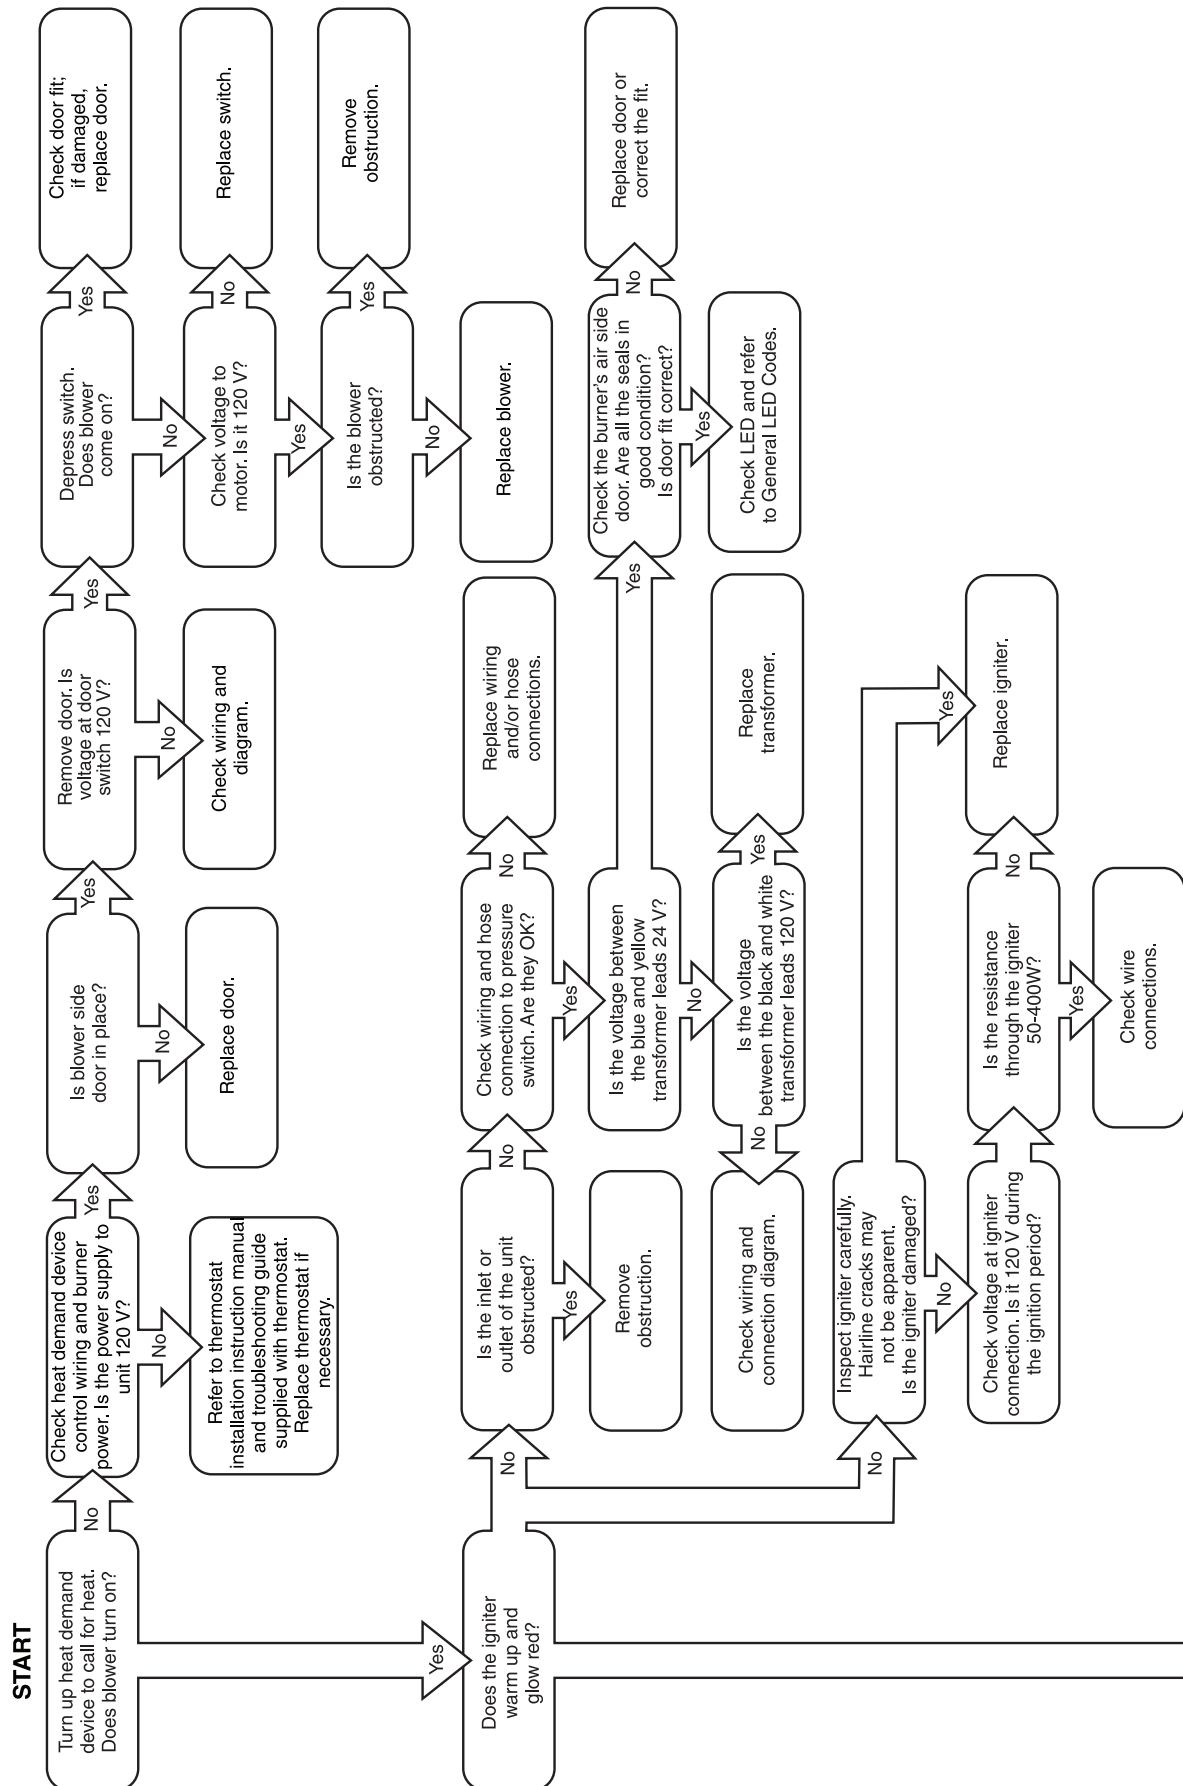 START
Turn up heat demand
device to call for heat.
Does blower turn on?
No
Check heat demand device
control wiring and burner
power. Is the power supply to
unit 120 V?
Yes
Is blower side
door in place?
Yes
Remove door. Is
voltage at door
switch 120 V?
Yes
Depress switch.
Does blower
come on?
Yes
Check door fit;
if damaged,
replace door.
No
Refer to thermostat
installation instruction manual
and troubleshooting guide
supplied with thermostat.
Replace thermostat if
necessary.
No
Replace door.
No
Check wiring and
diagram.
No
Check voltage to
motor. Is it 120 V?
No
Replace switch.
Yes
Is the blower
obstructed?
Yes
Remove
obstruction.
No
Replace blower.
Yes
Does the igniter
warm up and
glow red?
No
Is the inlet or
outlet of the unit
obstructed?
No
Check wiring and hose
connection to pressure
switch. Are they OK?
No
Replace wiring
and/or hose
connections.
Yes
Remove
obstruction.
Yes
Is the voltage between
the blue and yellow
transformer leads 24 V?
Yes
Check the burner's air side
door. Are all the seals in
good condition?
Is door fit correct?
No
Replace door or
correct the fit.
Yes
Check LED and refer
to General LED Codes.
No
Is the voltage
between the black and white
transformer leads 120 V?
Yes
Replace
transformer.
No
Check wiring and
connection diagram.
No
Inspect igniter carefully.
Hairline cracks may
not be apparent.
Is the igniter damaged?
Yes
Replace igniter.
No
Check voltage at igniter
connection. Is it 120 V during
the ignition period?
Is the resistance
through the igniter
50-400W?
No
Yes
Check wire
connections.